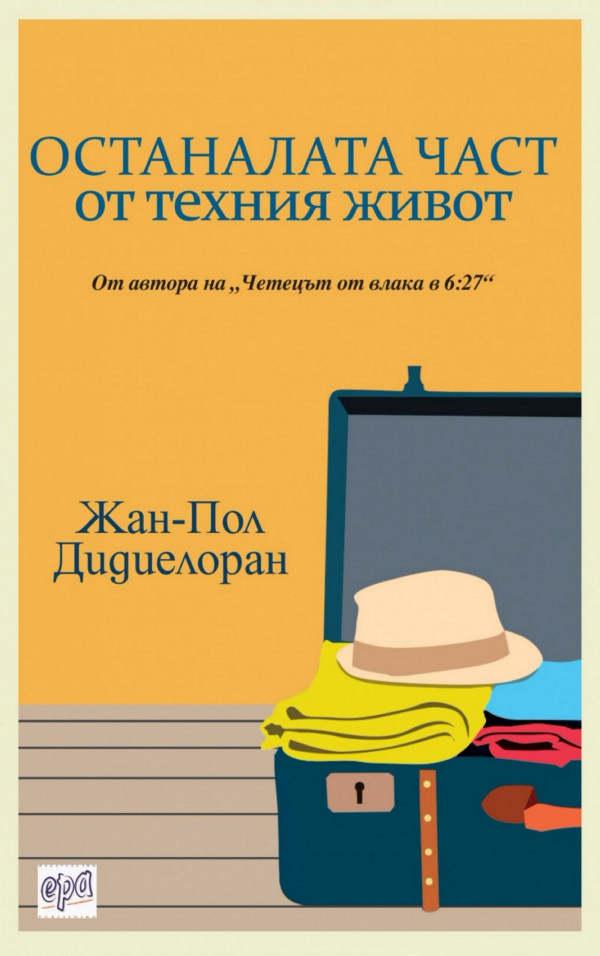 ОСТАНАЛАТА ЧАСТ
от техния живот
От автора на „Четецът от влака в 6:27“
Жан-Пол
Дидиелоран
ера